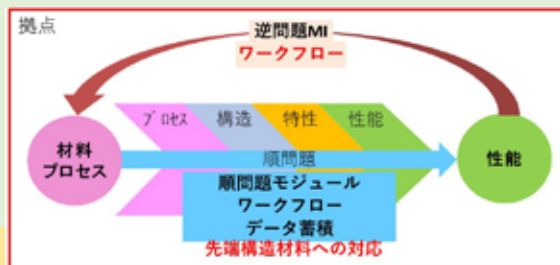 拠点
逆問題MI
ワークフロー
プロセス 構造 特性 性能
材料
プロセス
順問題
性能
順問題モジュール
ワークフロー
データ蓄積
先端構造材料への対応